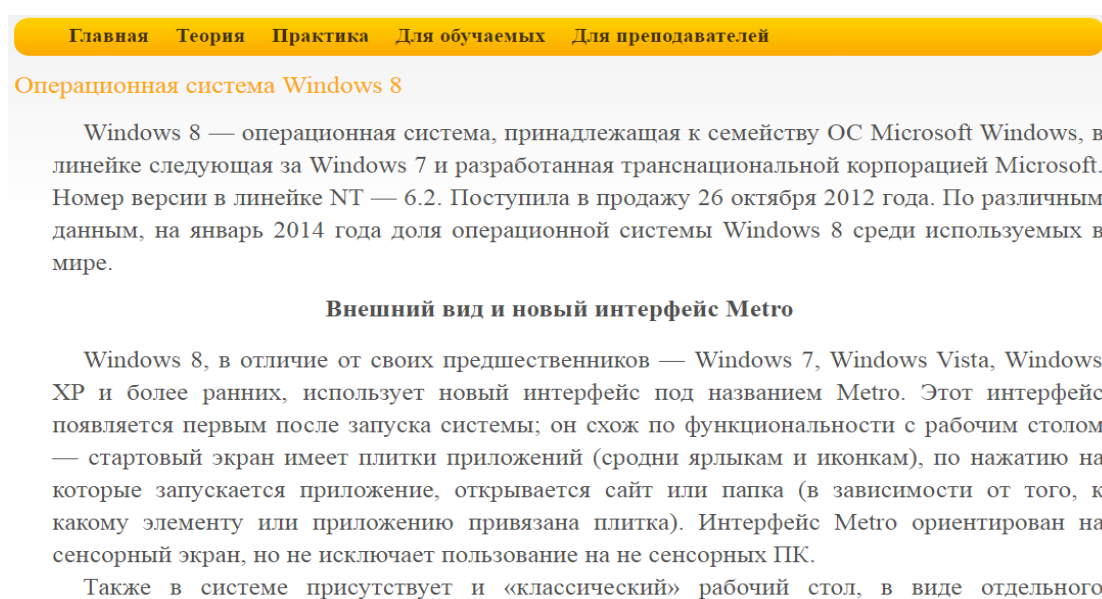 Главная Теория Практика Для обучаемых Для преподавателей
Операционная система Windows 8
Windows 8 — операционная система, принадлежащая к семейству ОС Microsoft Windows, в
линейке следующая за Windows 7 и разработанная транснациональной корпорацией Microsoft.
Номер версии в линейке NT — 6.2. Поступила в продажу 26 октября 2012 года. По различным
данным, на январь 2014 года доля операционной системы Windows 8 среди используемых в
мире.
Внешний вид и новый интерфейс Metro
Windows 8, в отличие от своих предшественников — Windows 7, Windows Vista, Windows
XP и более ранних, использует новый интерфейс под названием Metro. Этот интерфейс
появляется первым после запуска системы; он схож по функциональности с рабочим столом
— стартовый экран имеет плитки приложений (сродни ярлыкам и иконкам), по нажатию на
которые запускается приложение, открывается сайт или папка (в зависимости от того, к
какому элементу или приложению привязана плитка). Интерфейс Metro ориентирован на
сенсорный экран, но не исключает пользование на не сенсорных ПК.
Также в системе присутствует и «классический» рабочий стол, в виде отдельного